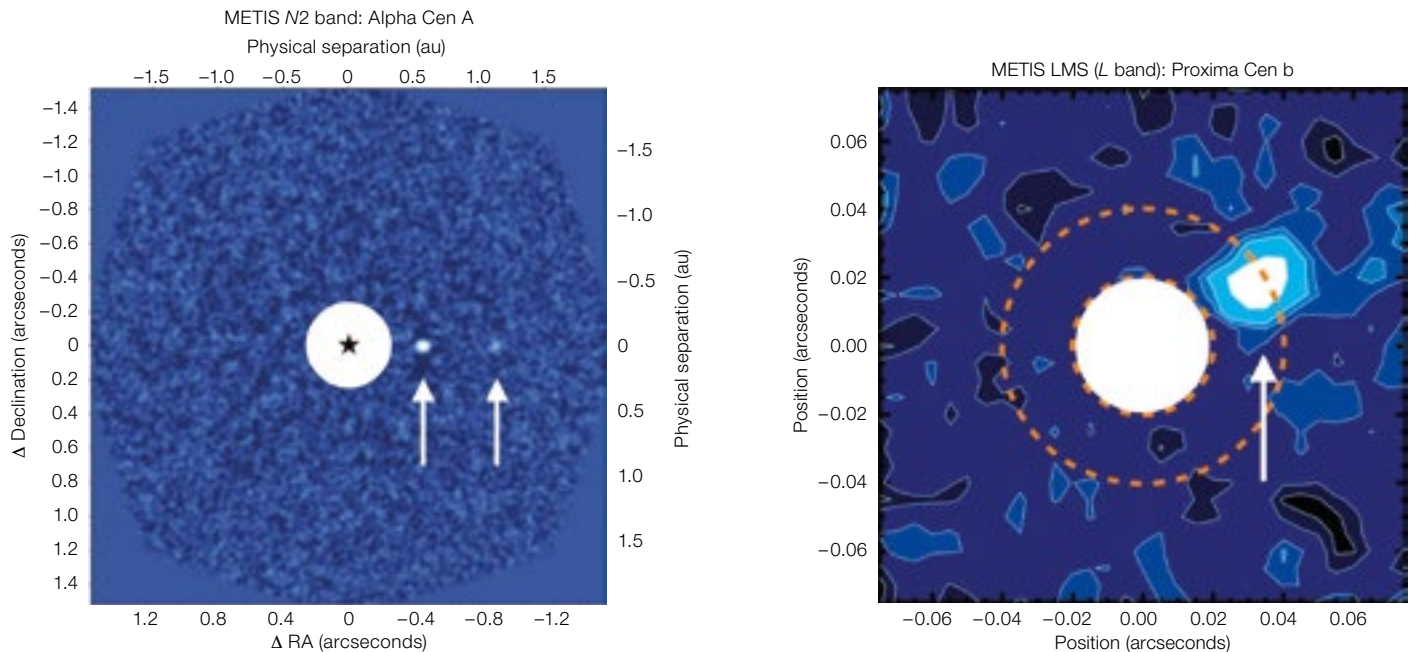 METIS N2 band: Alpha Cen A
Physical separation (au)
−1.5 −1.0 −0.5 0 0.5 1.0 1.5
−1.4
−1.2
−1.0
−0.8
−0.6
−0.4
−0.2
0
0.2
0.4
0.6
0.8
1.0
1.2
1.4
Δ Declination (arcseconds)
−1.5
−1.0
−0.5
0
0.5
1.0
1.5
Physical separation (au)
1.2 0.8 0.4 0 −0.4 −0.8 −1.2
Δ RA (arcseconds)
METIS LMS (L band): Proxima Cen b
0.06
0.04
0.02
0.00
−0.02
−0.04
−0.06
Position (arcseconds)
−0.06 −0.04 −0.02 0.00 0.02 0.04 0.06
Position (arcseconds)